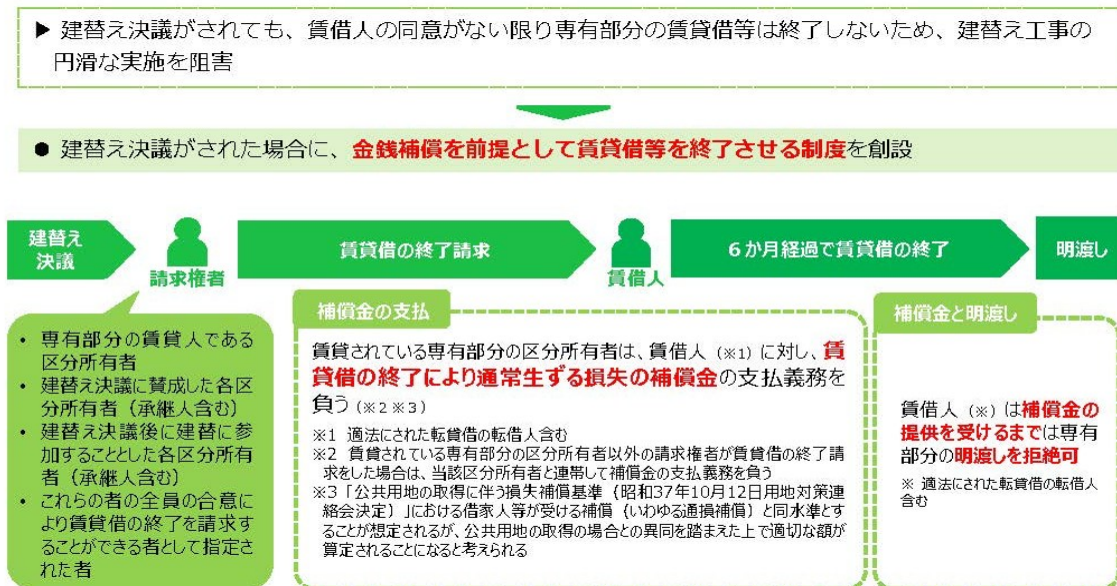 ▶ 建替え決議がされても、賃借人の同意がない限り専有部分の賃貸借等は終了しないため、建替え工事の
円滑な実施を阻害
● 建替え決議がされた場合に、金銭補償を前提として賃貸借等を終了させる制度を創設
建替え
決議
請求権者
賃貸借の終了請求
賃借人
6か月経過で賃貸借の終了
明渡し
• 専有部分の賃貸人である
区分所有者
• 建替え決議に賛成した各区
分所有者（承継人含む）
• 建替え決議後に建替に参
加することとした各区分所有
者（承継人含む）
• これらの者の全員の合意に
より賃貸借の終了を請求す
ることができる者として指定さ
れた者
補償金の支払
賃貸されている専有部分の区分所有者は、賃借人（※1）に対し、賃
貸借の終了により通常生ずる損失の補償金の支払義務を
負う（※2※3）
※1 適法にされた転貸借の転借人含む
※2 賃貸されている専有部分の区分所有者以外の請求権者が賃貸借の終了請
求をした場合は、当該区分所有者と連帯して補償金の支払義務を負う
※3「公共用地の取得に伴う損失補償基準（昭和37年10月12日用地対策連
絡会決定）」における借家人等が受ける補償（いわゆる通損補償）と同水準とす
ることが想定されるが、公共用地の取得の場合との異同を踏まえた上で適切な額が
算定されることになると考えられる
補償金と明渡し
賃借人（※）は補償金の
提供を受けるまでは専有
部分の明渡しを拒絶可
※ 適法にされた転貸借の転借人
含む